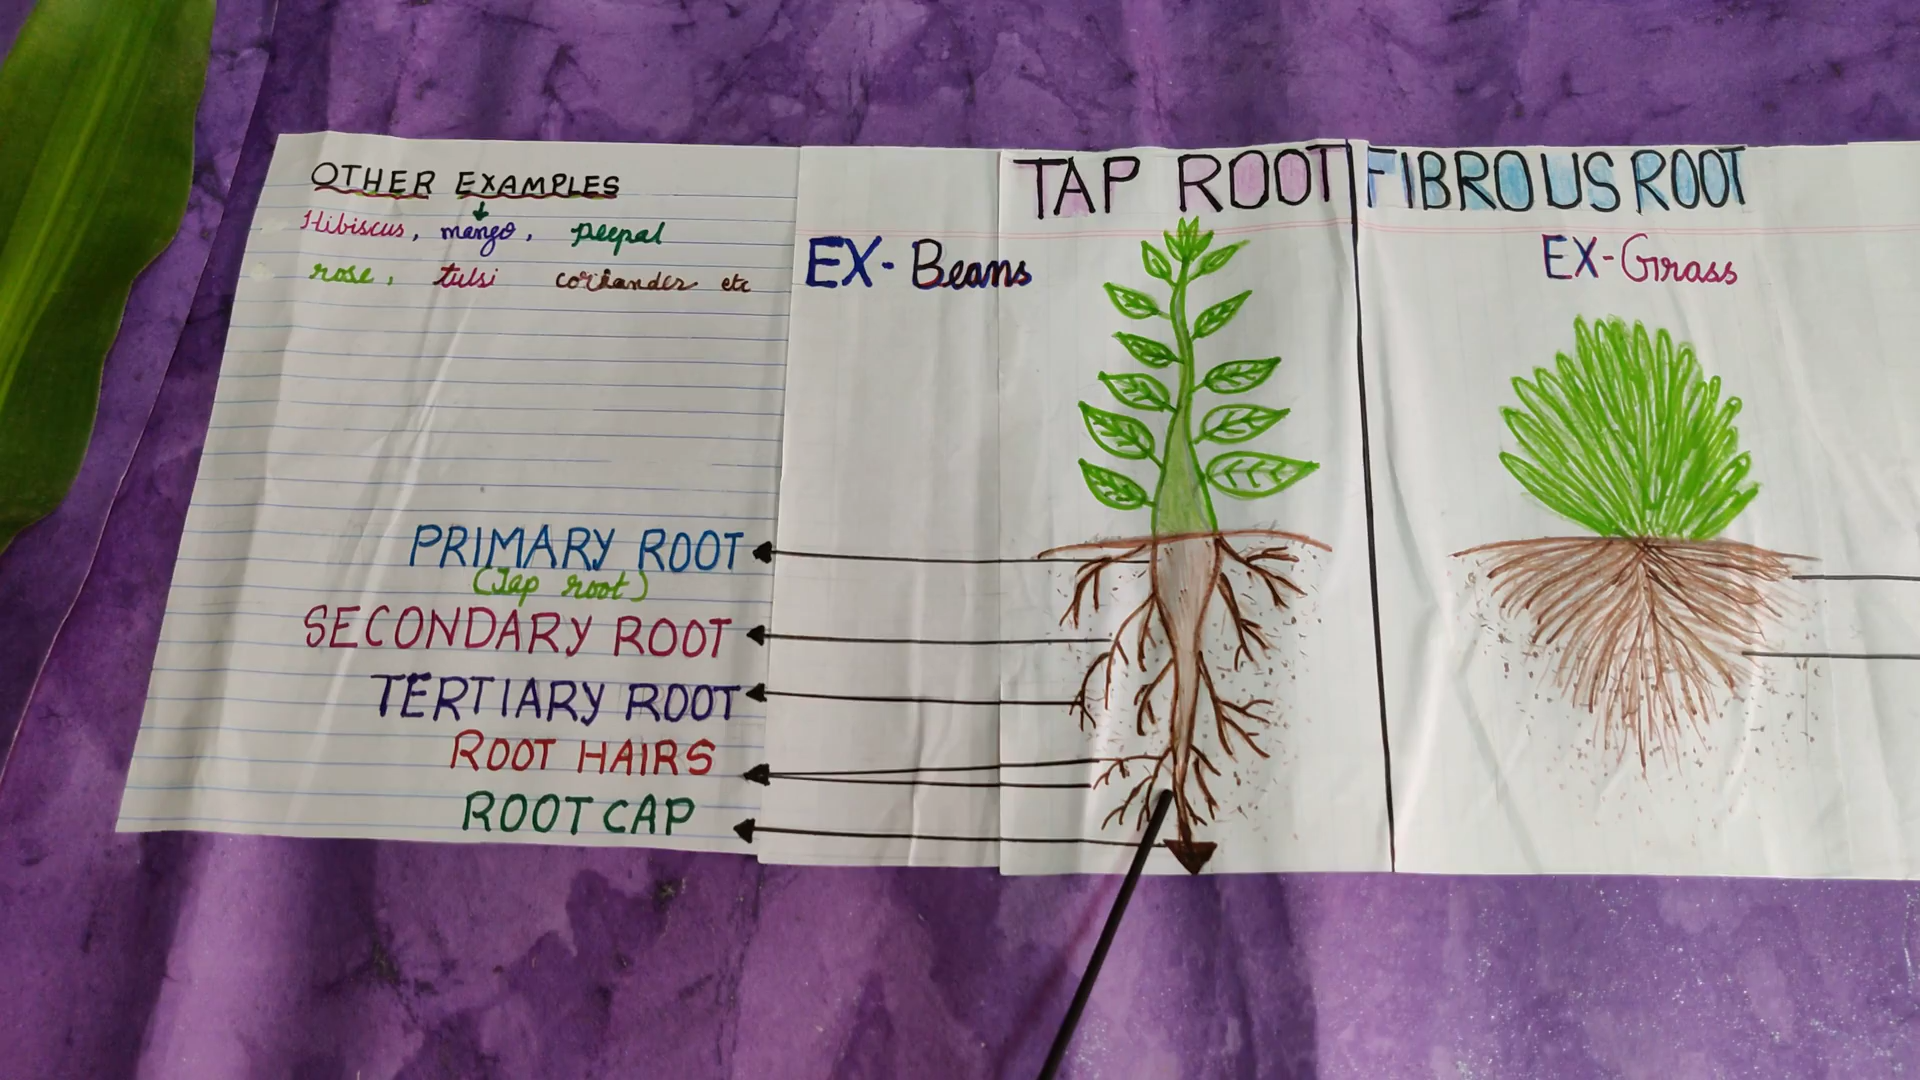 OTHER EXAMPLES
Hibiscus, mango, peepal
rose, tulsi coriander etc
TAP ROOT
EX- Beans
PRIMARY ROOT
(Tap root)
SECONDARY ROOT
TERTIARY ROOT
ROOT HAIRS
ROOT CAP
FIBROUS ROOT
EX-Grass